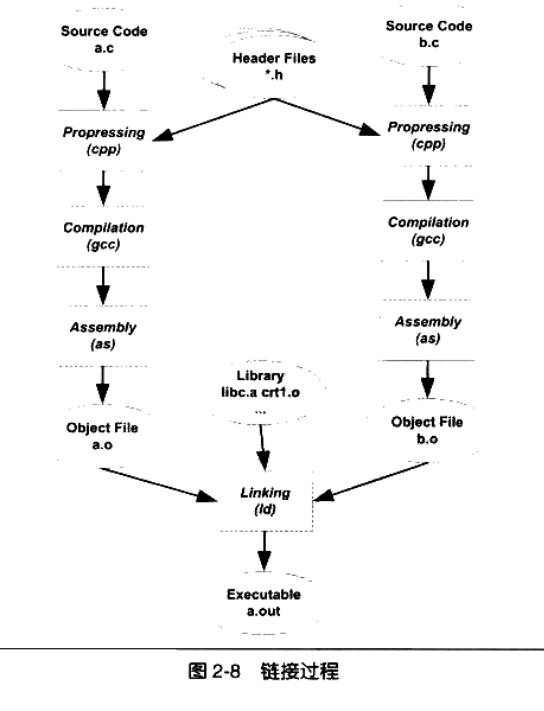 Source Code
a.c
Header Files
*.h
Source Code
b.c
Propressing
(cpp)
Propressing
(cpp)
Compilation
(gcc)
Compilation
(gcc)
Assembly
(as)
Assembly
(as)
Library
libc.a crt1.o
...
Object File
a.o
Object File
b.o
Linking
(ld)
Executable
a.out
图 2-8 链接过程